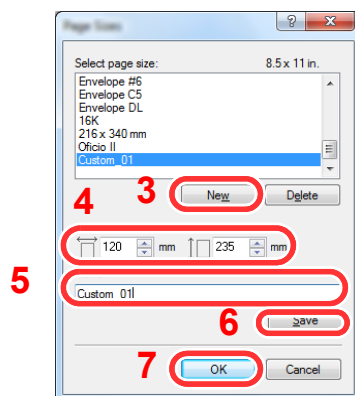 Page Sizes
Select page size: 8.5 x 11 in.
Envelope #6
Envelope C5
Envelope DL
16K
216 x 340 mm
Oficio II
Custom_01
3 New Delete
4
120 mm 235 mm
5
Custom_01
6 Save
7 OK Cancel